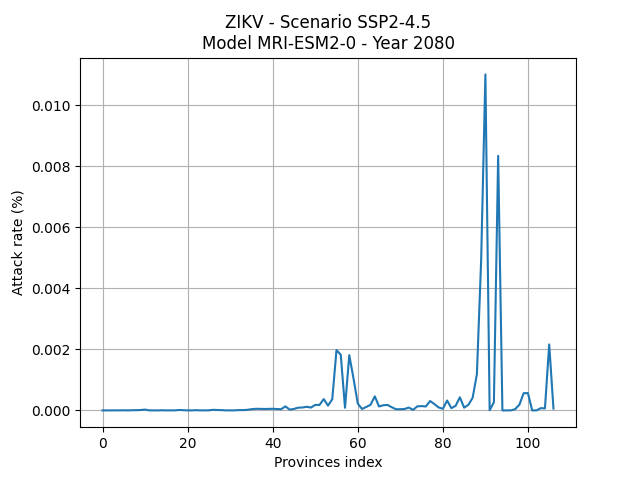 ZIKV - Scenario SSP2-4.5
Model MRI-ESM2-0 - Year 2080
Attack rate (%)
0.010
0.008
0.006
0.004
0.002
0.000
0 20 40 60 80 100
Provinces index